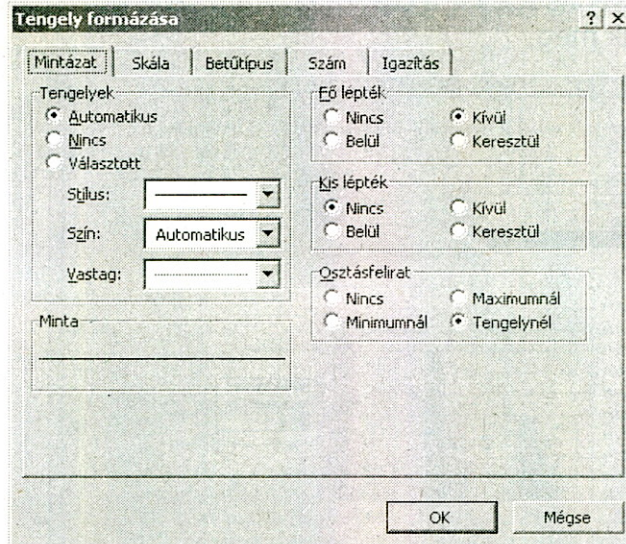 Tengely formázása
Mintázat Skála Betűtípus Szám Igazítás
Tengelyek
Automatikus
Nincs
Választott
Stílus:
Szín: Automatikus
Vastag:
Minta
Fő lépték
Nincs Kívül
Belül Keresztül
Kis lépték
Nincs Kívül
Belül Keresztül
Osztásfelirat
Nincs Maximumnál
Minimumnál Tengelynél
OK Mégse